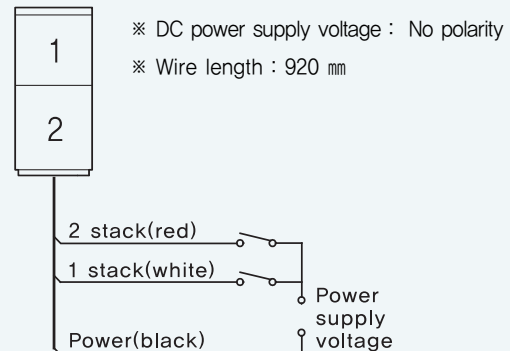 1
2
※ DC power supply voltage : No polarity
※ Wire length : 920 ㎜
2 stack(red)
1 stack(white)
Power
supply
voltage
Power(black)